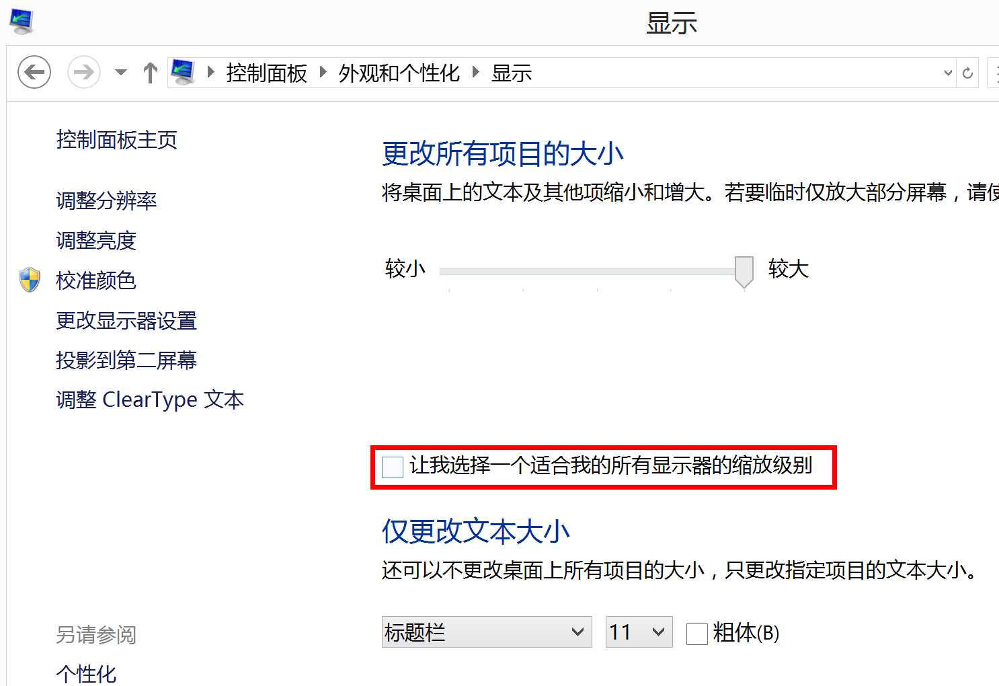 显示
控制面板 外观和个性化 显示
控制面板主页
调整分辨率
调整亮度
校准颜色
更改显示器设置
投影到第二屏幕
调整 ClearType 文本
另请参阅
个性化
更改所有项目的大小
将桌面上的文本及其他项缩小和增大。若要临时仅放大部分屏幕，请使
较小 较大
让我选择一个适合我的所有显示器的缩放级别
仅更改文本大小
还可以不更改桌面上所有项目的大小，只更改指定项目的文本大小。
标题栏 11 粗体(B)